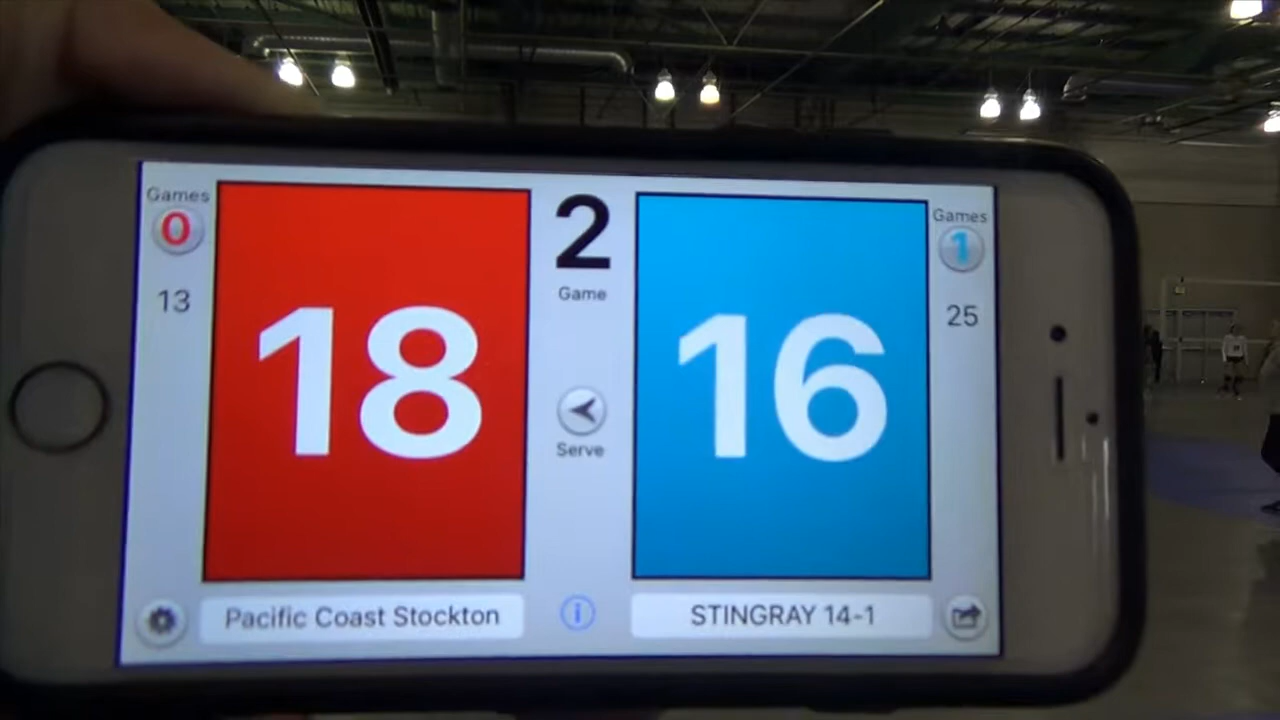 Games
0
13
18
2
Game
Serve
16
Games
1
25
Pacific Coast Stockton
i
STINGRAY 14-1